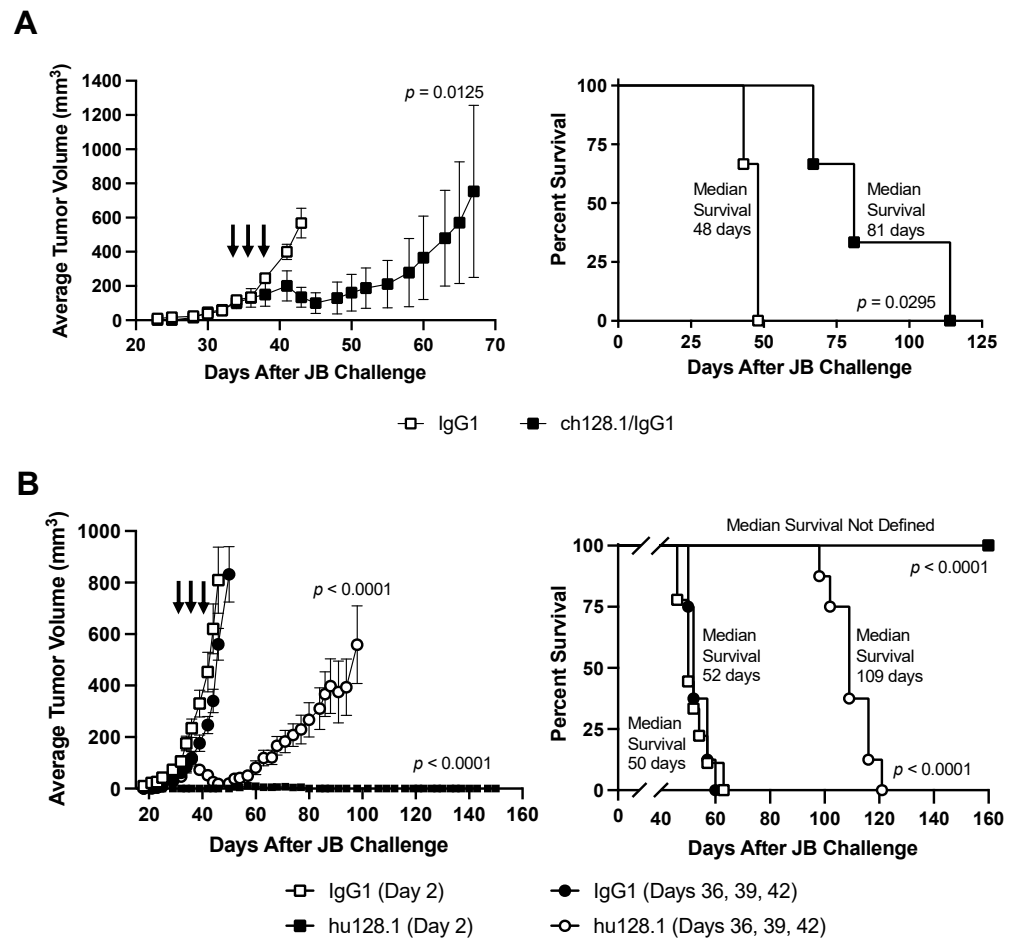 A
1400
1200
1000
800
600
400
200
0
Average Tumor Volume (mm³)
p = 0.0125
20 30 40 50 60 70
Days After JB Challenge
100
75
50
25
0
Percent Survival
Median
Survival
48 days
Median
Survival
81 days
p = 0.0295
0 25 50 75 100 125
Days After JB Challenge
IgG1 ch128.1/IgG1
B
1000
800
600
400
200
0
Average Tumor Volume (mm³)
p < 0.0001
p < 0.0001
20 40 60 80 100 120 140 160
Days After JB Challenge
Median Survival Not Defined
100
75
50
25
0
Percent Survival
p < 0.0001
Median
Survival
52 days
Median
Survival
109 days
Median
Survival
50 days
p < 0.0001
0 40 60 80 100 120 140 160
Days After JB Challenge
IgG1 (Day 2) IgG1 (Days 36, 39, 42)
hu128.1 (Day 2) hu128.1 (Days 36, 39, 42)